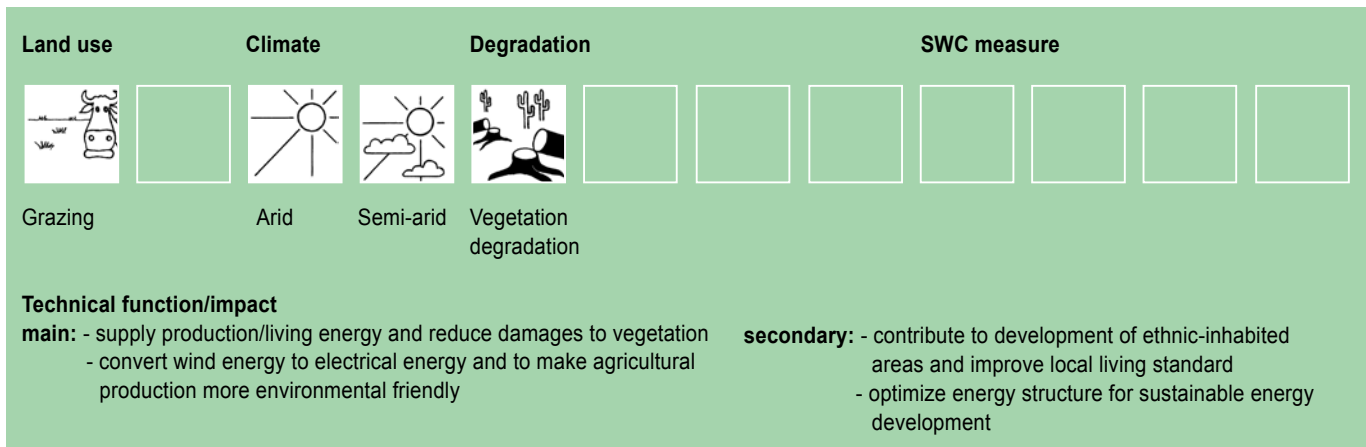 Land use Climate Degradation SWC measure
Grazing Arid Semi-arid Vegetation
degradation
Technical function/impact
main: - supply production/living energy and reduce damages to vegetation
- convert wind energy to electrical energy and to make agricultural
production more environmental friendly
secondary: - contribute to development of ethnic-inhabited
areas and improve local living standard
- optimize energy structure for sustainable energy
development